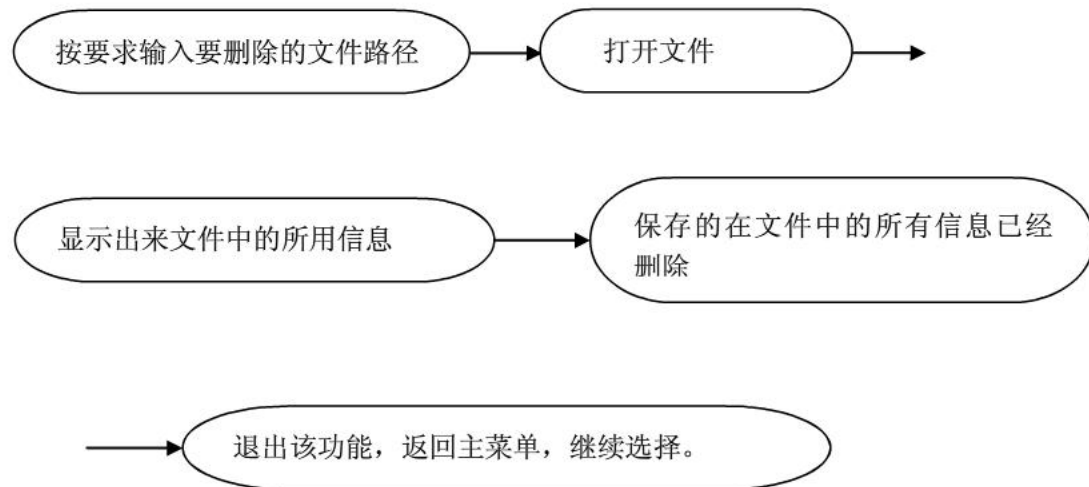 按要求输入要删除的文件路径
打开文件
显示出来文件中的所用信息
保存的在文件中的所有信息已经
删除
退出该功能，返回主菜单，继续选择。